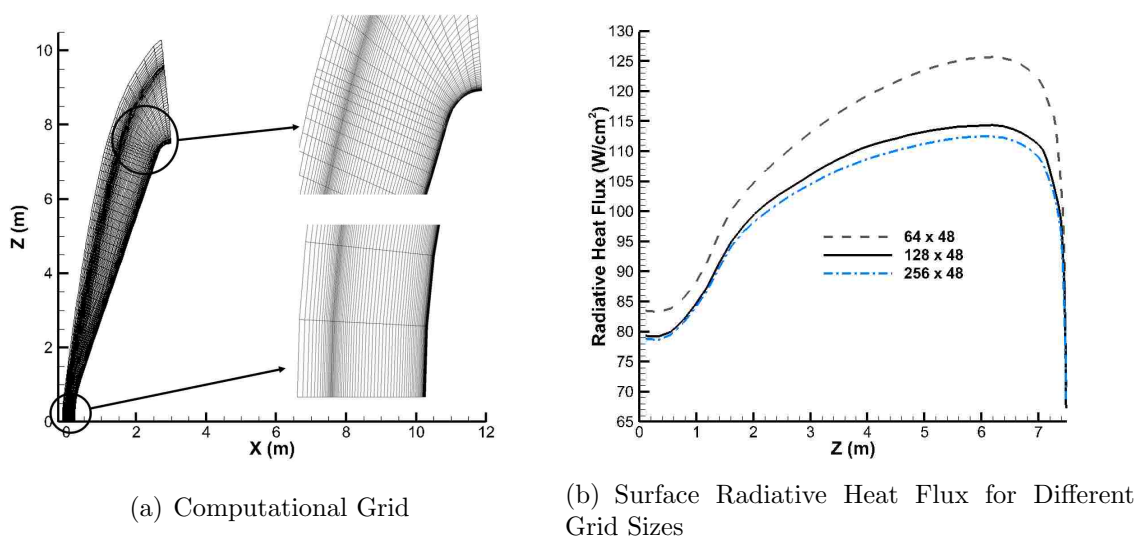 10
8
6
4
2
0
Z (m)
0 2 4 6 8 10 12
X (m)
(a) Computational Grid
130
125
120
115
110
105
100
95
90
85
80
75
70
65
Radiative Heat Flux (W/cm²)
64 x 48
128 x 48
256 x 48
0 1 2 3 4 5 6 7
Z (m)
(b) Surface Radiative Heat Flux for Different
Grid Sizes